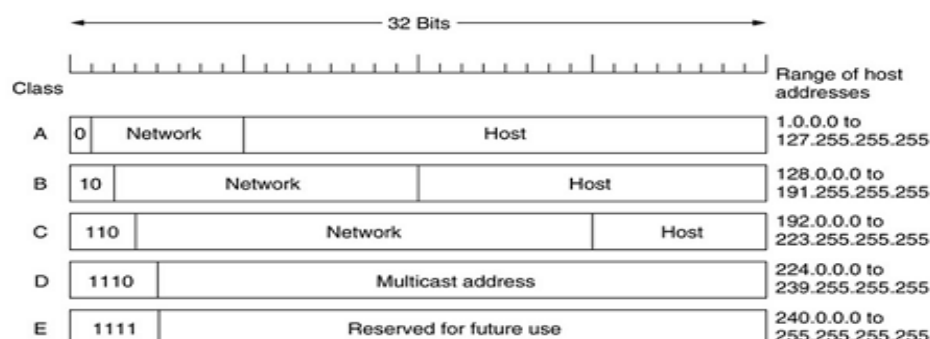 32 Bits
Class
Range of host
addresses
A
0
Network
Host
1.0.0.0 to
127.255.255.255
B
10
Network
Host
128.0.0.0 to
191.255.255.255
C
110
Network
Host
192.0.0.0 to
223.255.255.255
D
1110
Multicast address
224.0.0.0 to
239.255.255.255
E
1111
Reserved for future use
240.0.0.0 to
255.255.255.255